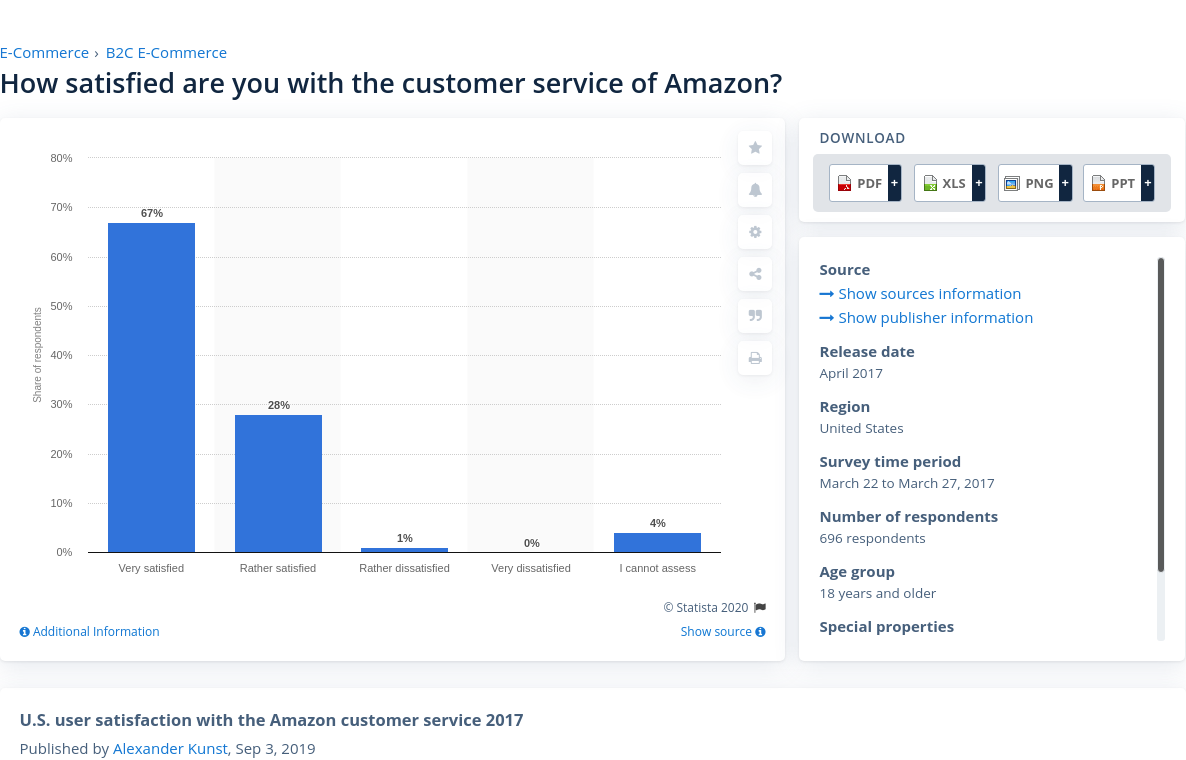 E-Commerce › B2C E-Commerce
How satisfied are you with the customer service of Amazon?
80%
70%
60%
50%
40%
30%
20%
10%
0%
Share of respondents
67%
28%
1%
0%
4%
Very satisfied
Rather satisfied
Rather dissatisfied
Very dissatisfied
I cannot assess
© Statista 2020
Additional Information
Show source
DOWNLOAD
PDF +
XLS +
PNG +
PPT +
Source
Show sources information
Show publisher information
Release date
April 2017
Region
United States
Survey time period
March 22 to March 27, 2017
Number of respondents
696 respondents
Age group
18 years and older
Special properties
U.S. user satisfaction with the Amazon customer service 2017
Published by Alexander Kunst, Sep 3, 2019